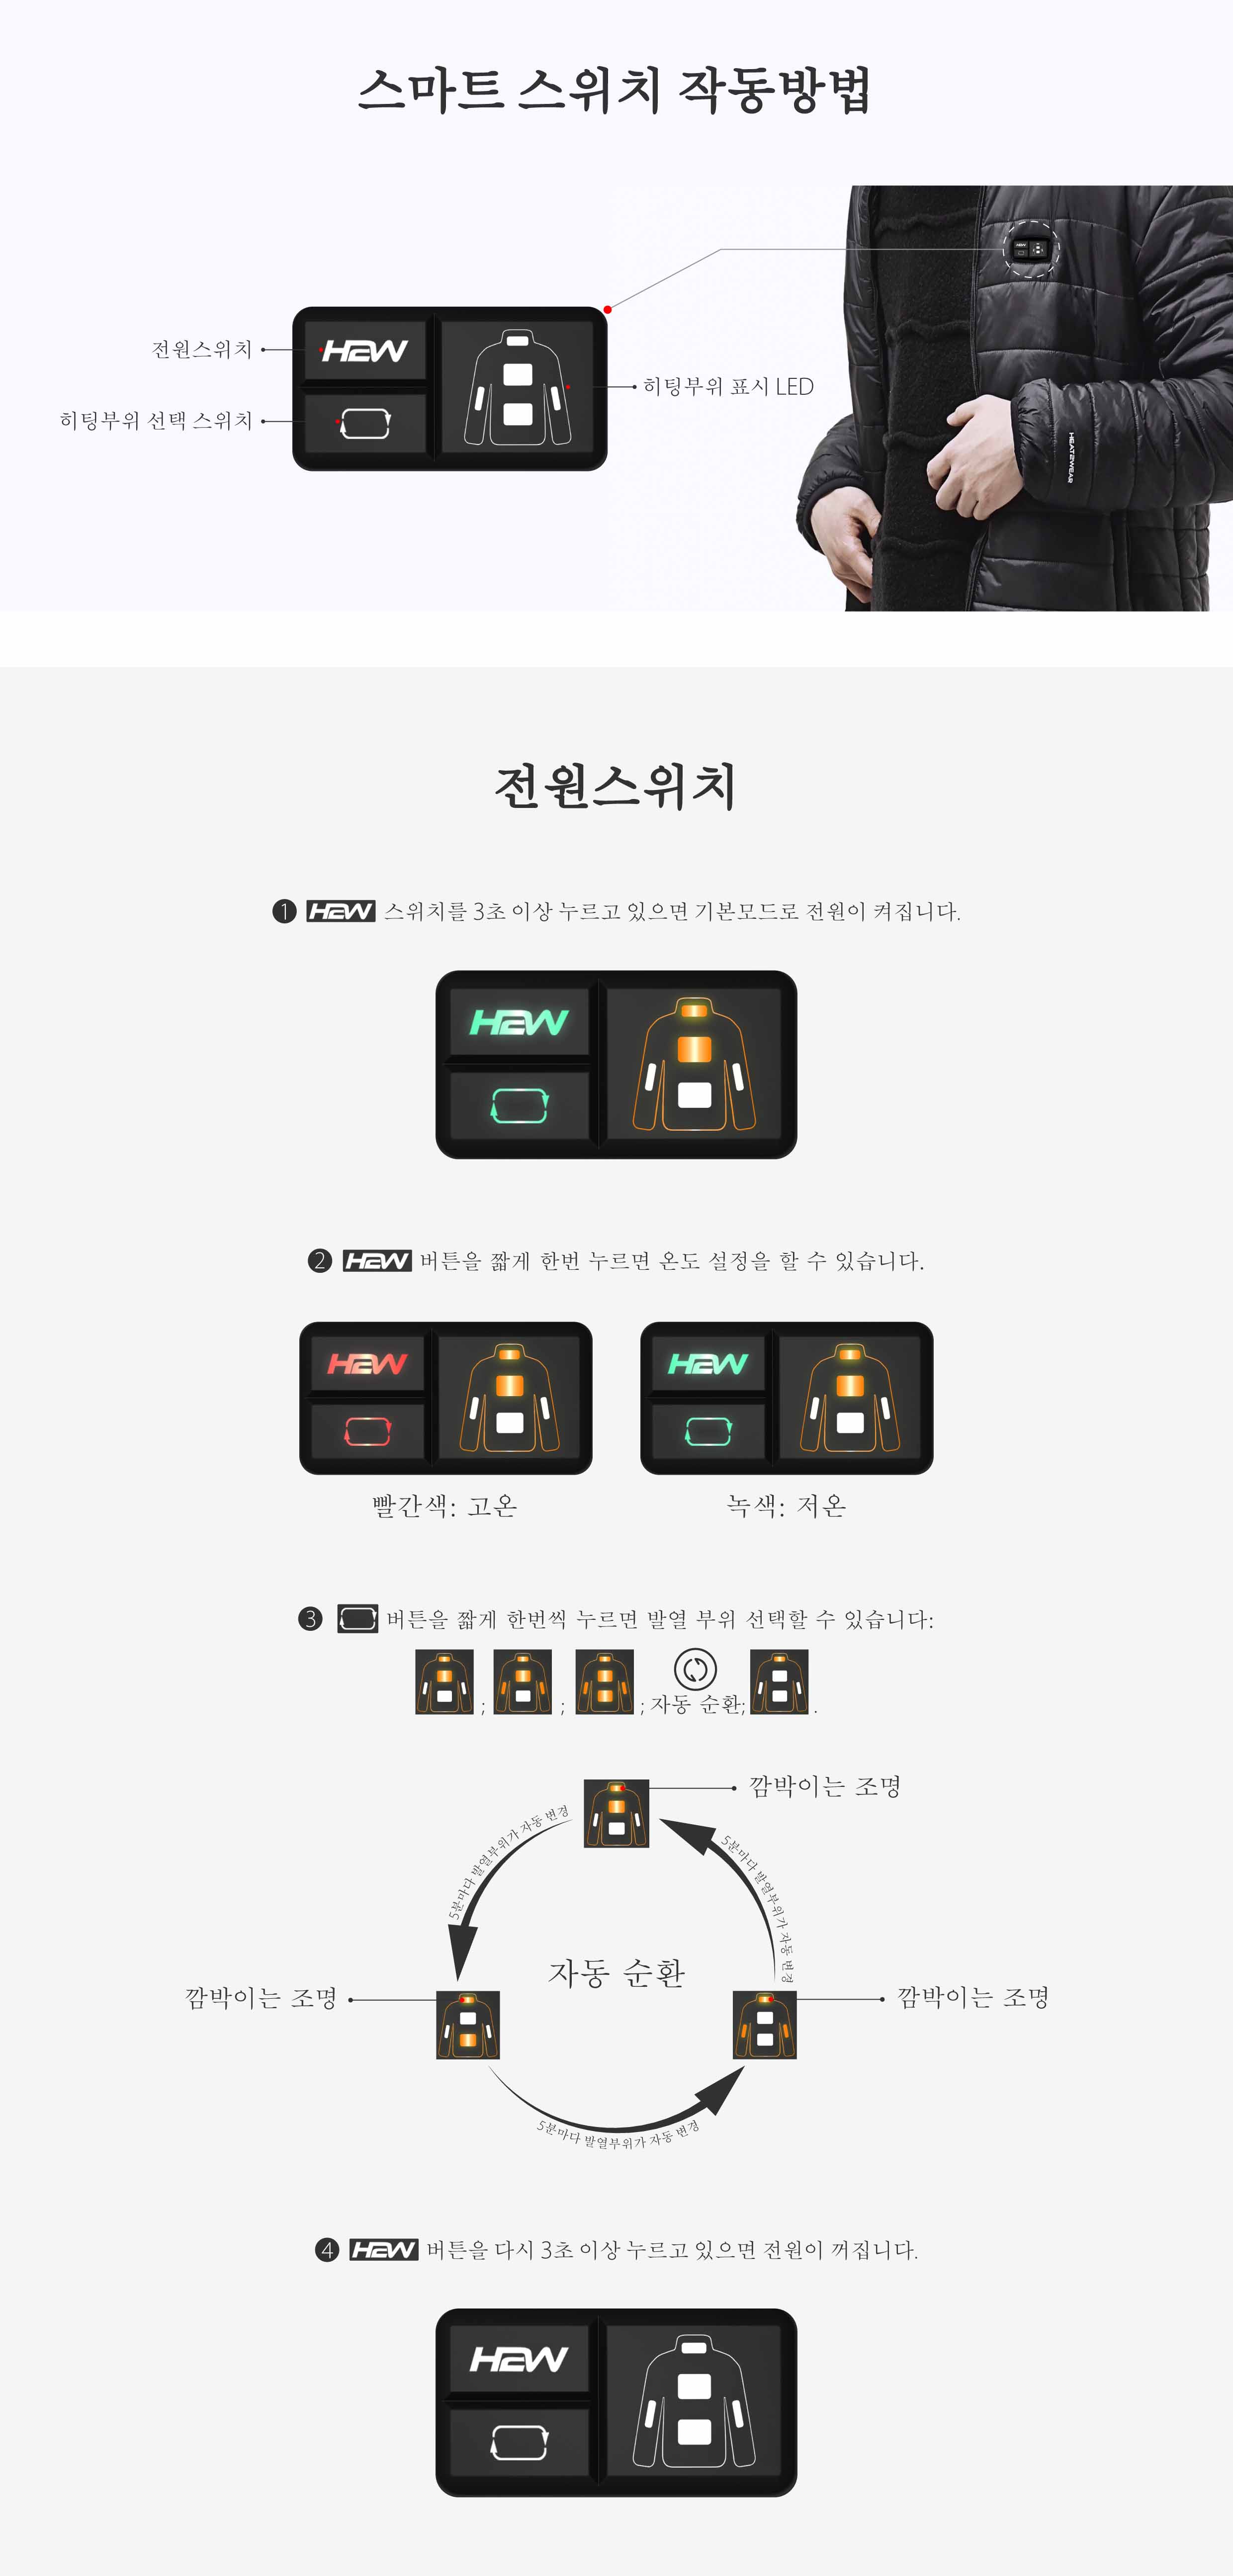 스마트 스위치 작동방법
H2W
전원스위치
H2W
히팅부위 표시 LED
히팅부위 선택 스위치
HEAT2WEAR
전원스위치
1 H2W 스위치를 3초 이상 누르고 있으면 기본모드로 전원이 켜집니다.
H2W
2 H2W 버튼을 짧게 한번 누르면 온도 설정을 할 수 있습니다.
H2W
H2W
빨간색: 고온
녹색: 저온
3 버튼을 짧게 한번씩 누르면 발열 부위 선택할 수 있습니다:
; ; ; 자동 순환; .
깜박이는 조명
5분마다 발열부위가 자동 변경
5분마다 발열부위가 자동 변경
자동 순환
깜박이는 조명
깜박이는 조명
5분마다 발열부위가 자동 변경
4 H2W 버튼을 다시 3초 이상 누르고 있으면 전원이 꺼집니다.
H2W